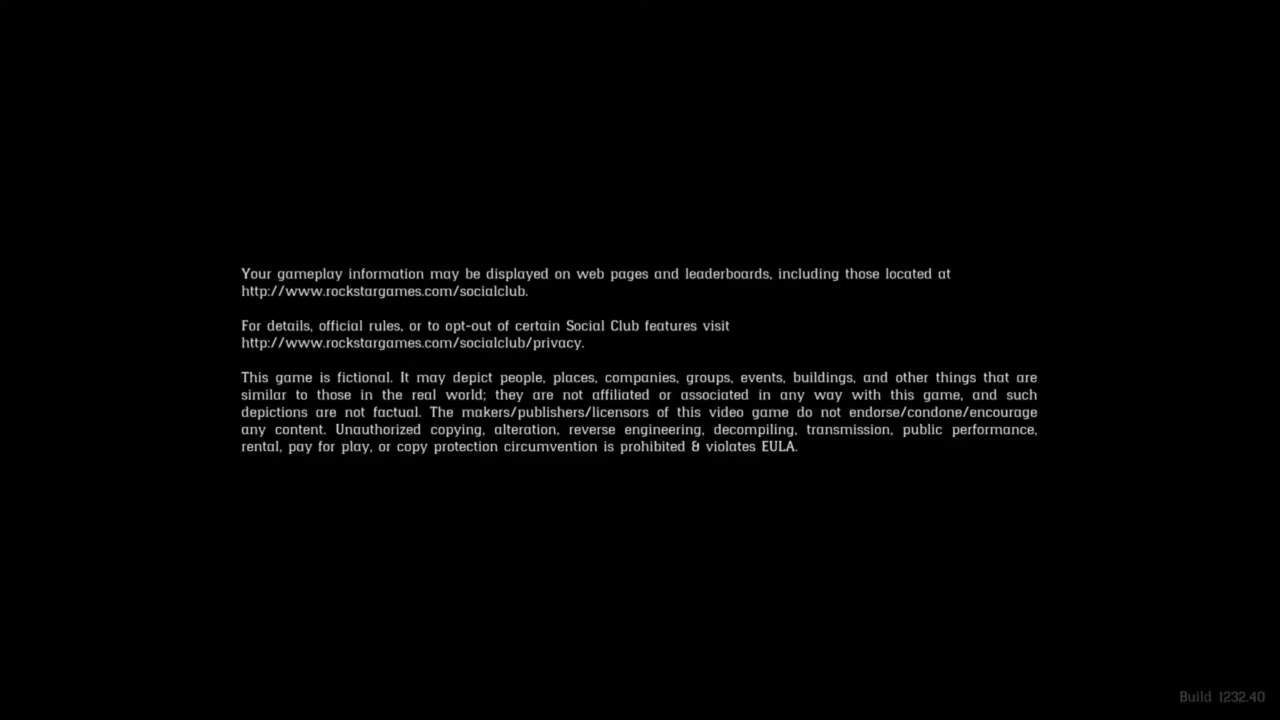 Your gameplay information may be displayed on web pages and leaderboards, including those located at
http://www.rockstargames.com/socialclub.
For details, official rules, or to opt-out of certain Social Club features visit
http://www.rockstargames.com/socialclub/privacy.
This game is fictional. It may depict people, places, companies, groups, events, buildings, and other things that are
similar to those in the real world; they are not affiliated or associated in any way with this game, and such
depictions are not factual. The makers/publishers/licensors of this video game do not endorse/condone/encourage
any content. Unauthorized copying, alteration, reverse engineering, decompiling, transmission, public performance,
rental, pay for play, or copy protection circumvention is prohibited & violates EULA.
Build 1232.40